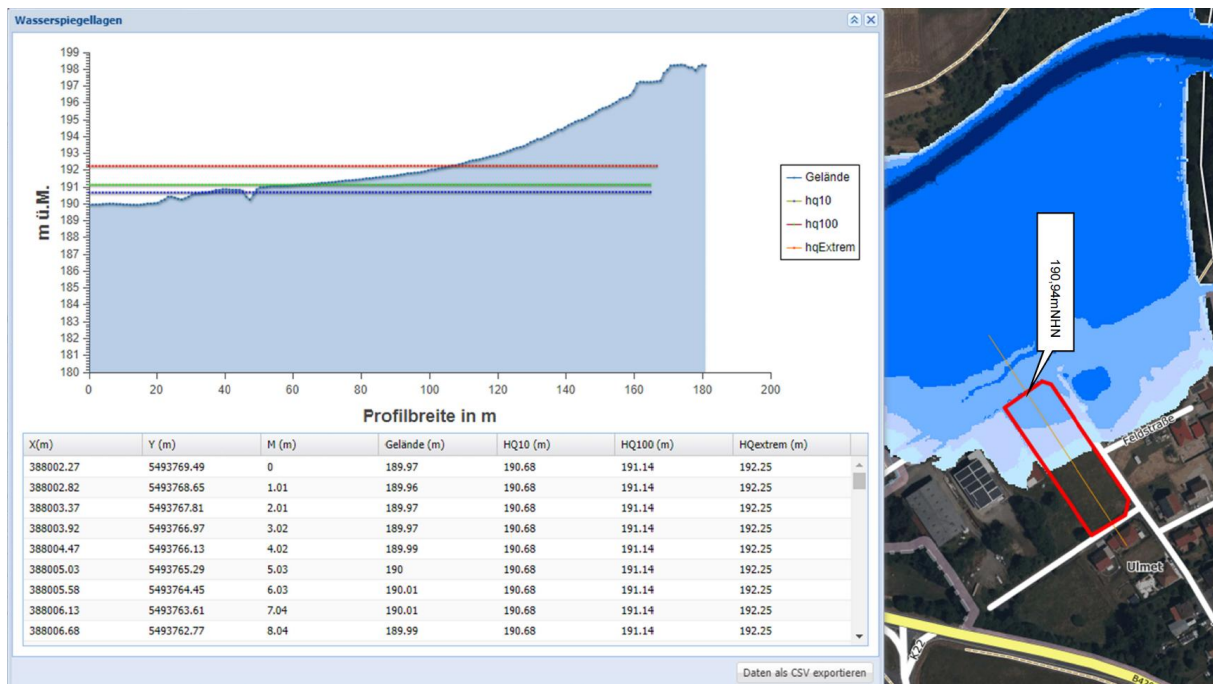 Wasserspiegellagen
199
198
197
196
195
194
193
192
191
190
189
188
187
186
185
184
183
182
181
180
m ü.M.
0 20 40 60 80 100 120 140 160 180 200
Profilbreite in m
Gelände
hq10
hq100
hqExtrem
X(m) Y (m) M (m) Gelände (m) HQ10 (m) HQ100 (m) HQextrem (m)
388002.27 5493769.49 0 189.97 190.68 191.14 192.25
388002.82 5493768.65 1.01 189.96 190.68 191.14 192.25
388003.37 5493767.81 2.01 189.97 190.68 191.14 192.25
388003.92 5493766.97 3.02 189.97 190.68 191.14 192.25
388004.47 5493766.13 4.02 189.99 190.68 191.14 192.25
388005.03 5493765.29 5.03 190 190.68 191.14 192.25
388005.58 5493764.45 6.03 190.01 190.68 191.14 192.25
388006.13 5493763.61 7.04 190.01 190.68 191.14 192.25
388006.68 5493762.77 8.04 189.99 190.68 191.14 192.25
Daten als CSV exportieren
190,94mNHN
Feldstraße
Ulmet
K22